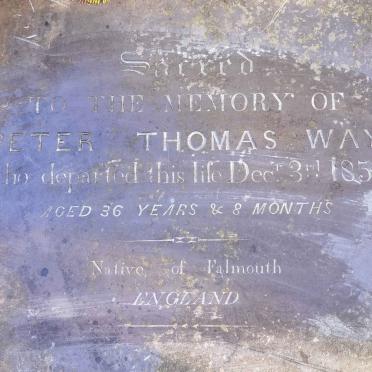 Sacred
TO THE MEMORY OF
PETER THOMAS WAY
who departed this life Decr. 3rd 185
AGED 36 YEARS & 8 MONTHS
Native of Falmouth
ENGLAND